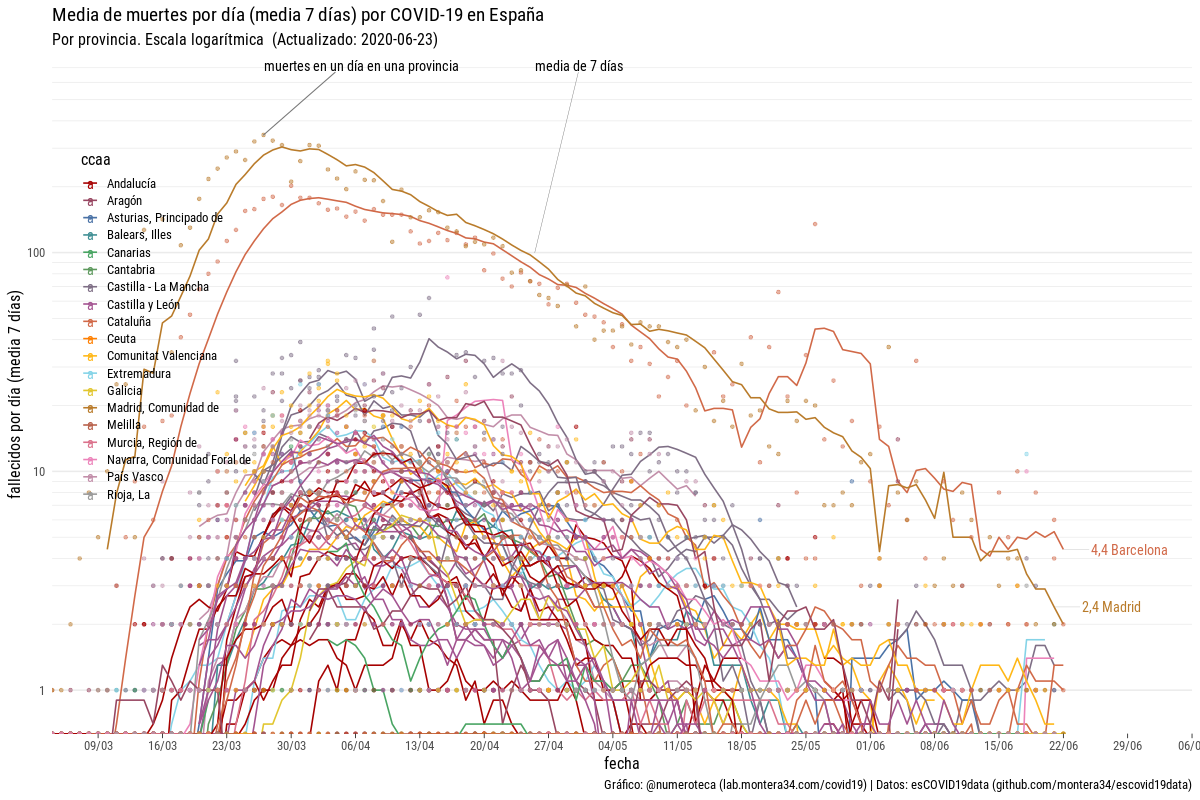 Media de muertes por día (media 7 días) por COVID-19 en España
Por provincia. Escala logarítmica (Actualizado: 2020-06-23)
muertes en un día en una provincia
media de 7 días
ccaa
Andalucía
Aragón
Asturias, Principado de
Balears, Illes
Canarias
Cantabria
Castilla - La Mancha
Castilla y León
Cataluña
Ceuta
Comunitat Valenciana
Extremadura
Galicia
Madrid, Comunidad de
Melilla
Murcia, Región de
Navarra, Comunidad Foral de
País Vasco
Rioja, La
fallecidos por día (media 7 días)
100
10
1
4,4 Barcelona
2,4 Madrid
09/03 16/03 23/03 30/03 06/04 13/04 20/04 27/04 04/05 11/05 18/05 25/05 01/06 08/06 15/06 22/06 29/06 06/0
fecha
Gráfico: @numeroteca (lab.montera34.com/covid19) | Datos: esCOVID19data (github.com/montera34/escovid19data)